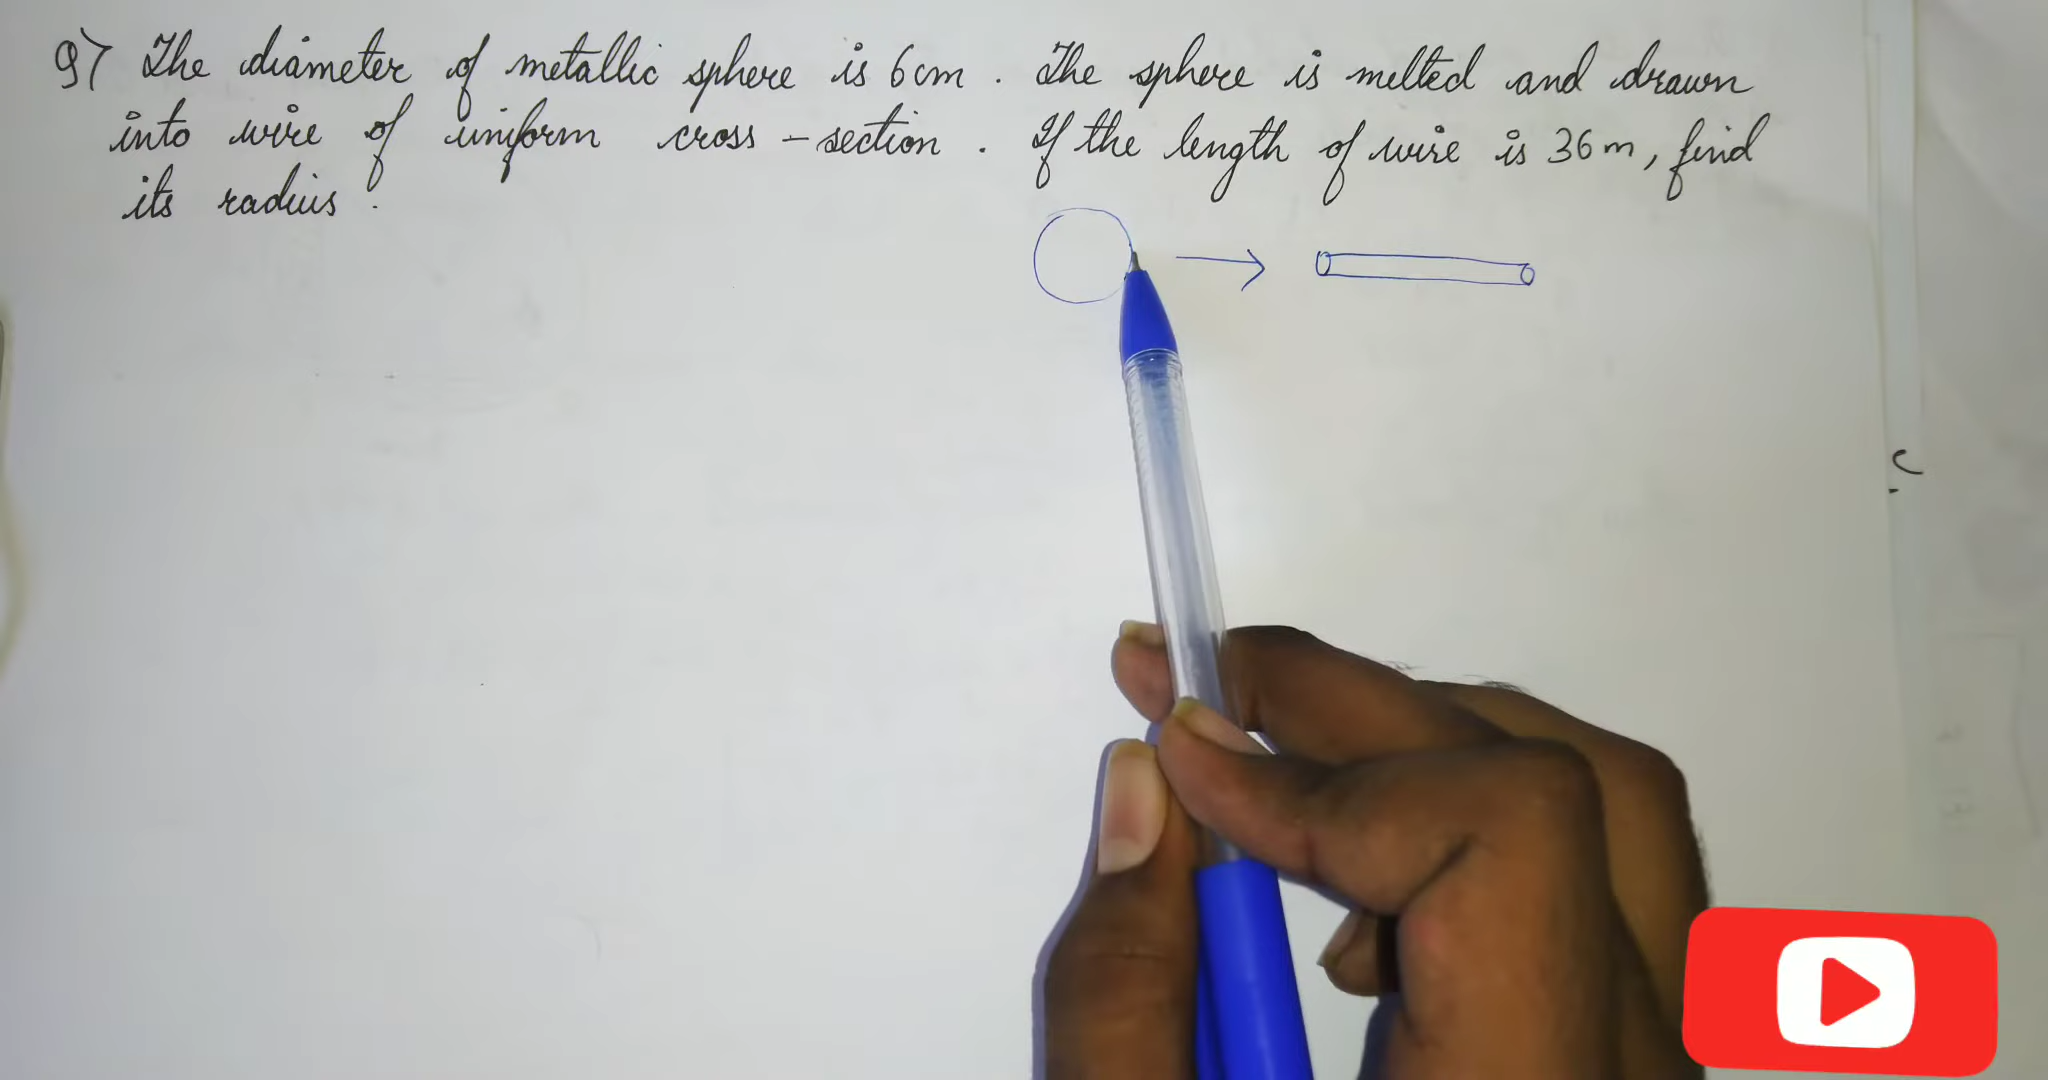 Q) The diameter of metallic sphere is 6cm. The sphere is melted and drawn
into wire of uniform cross-section. If the length of wire is 36m, find
its radius.